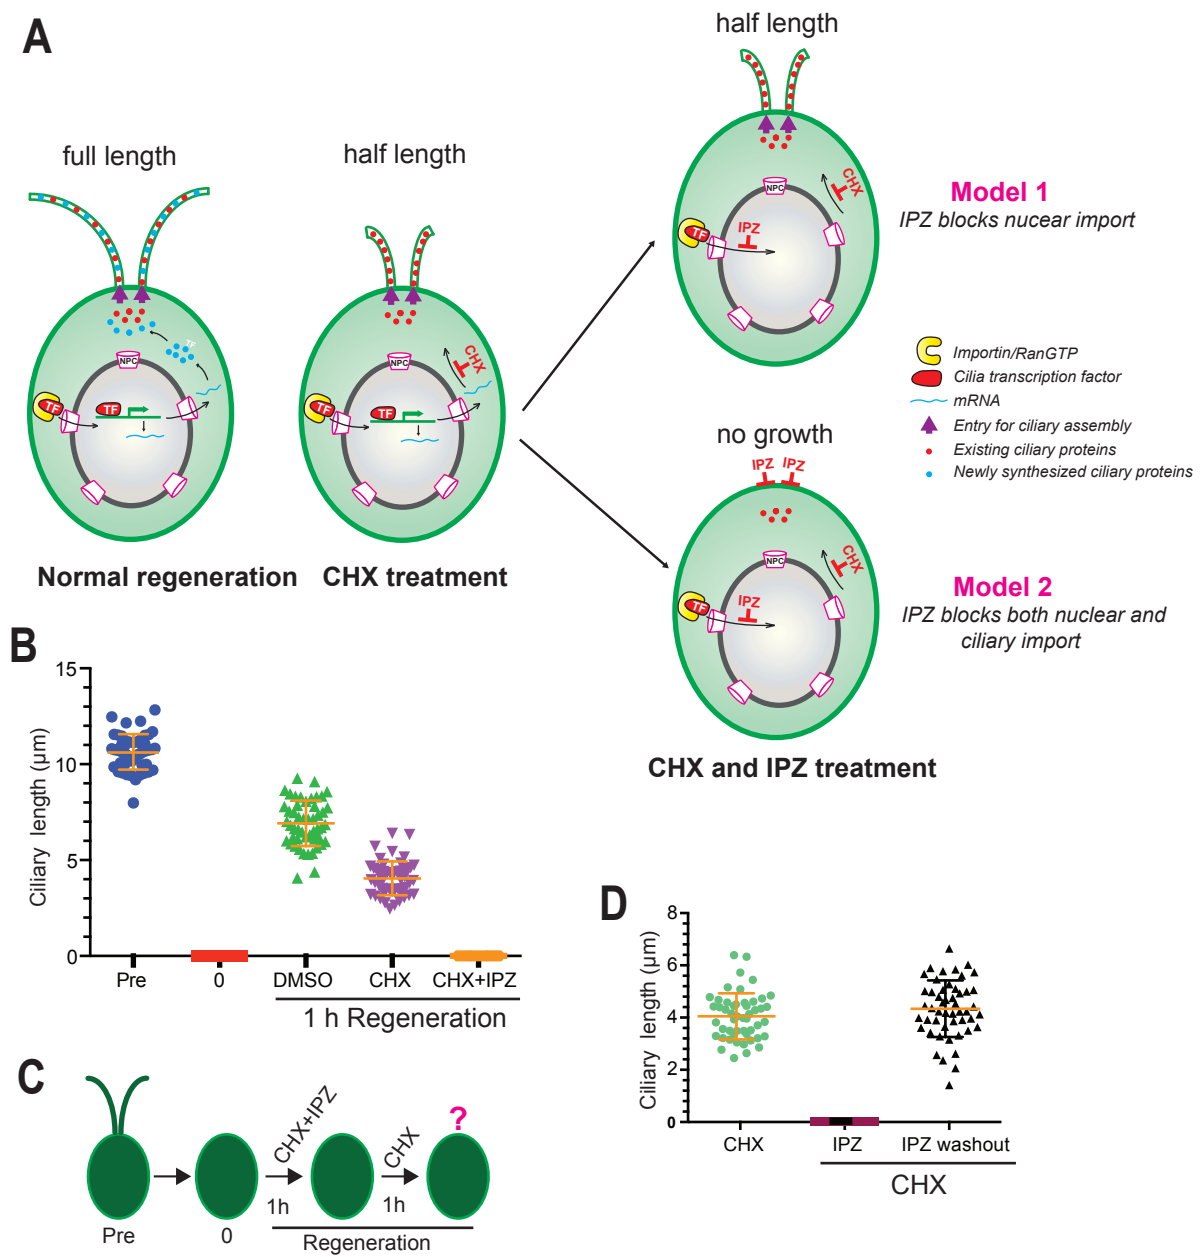 A
full length
half length
half length
NPC
TF
TF
TF
NPC
TF
TF
CHX
NPC
TF
IPZ
CHX
Model 1
IPZ blocks nucear import
Importin/RanGTP
Cilia transcription factor
mRNA
Entry for ciliary assembly
Existing ciliary proteins
Newly synthesized ciliary proteins
no growth
IPZ IPZ
NPC
TF
IPZ
CHX
Model 2
IPZ blocks both nuclear and
ciliary import
Normal regeneration
CHX treatment
CHX and IPZ treatment
B
Ciliary length (μm)
15
10
5
0
Pre
0
DMSO
CHX
CHX+IPZ
1 h Regeneration
C
Pre
0
CHX+IPZ
1h
CHX
1h
?
Regeneration
D
Ciliary length (μm)
8
6
4
2
0
CHX
IPZ
IPZ washout
CHX